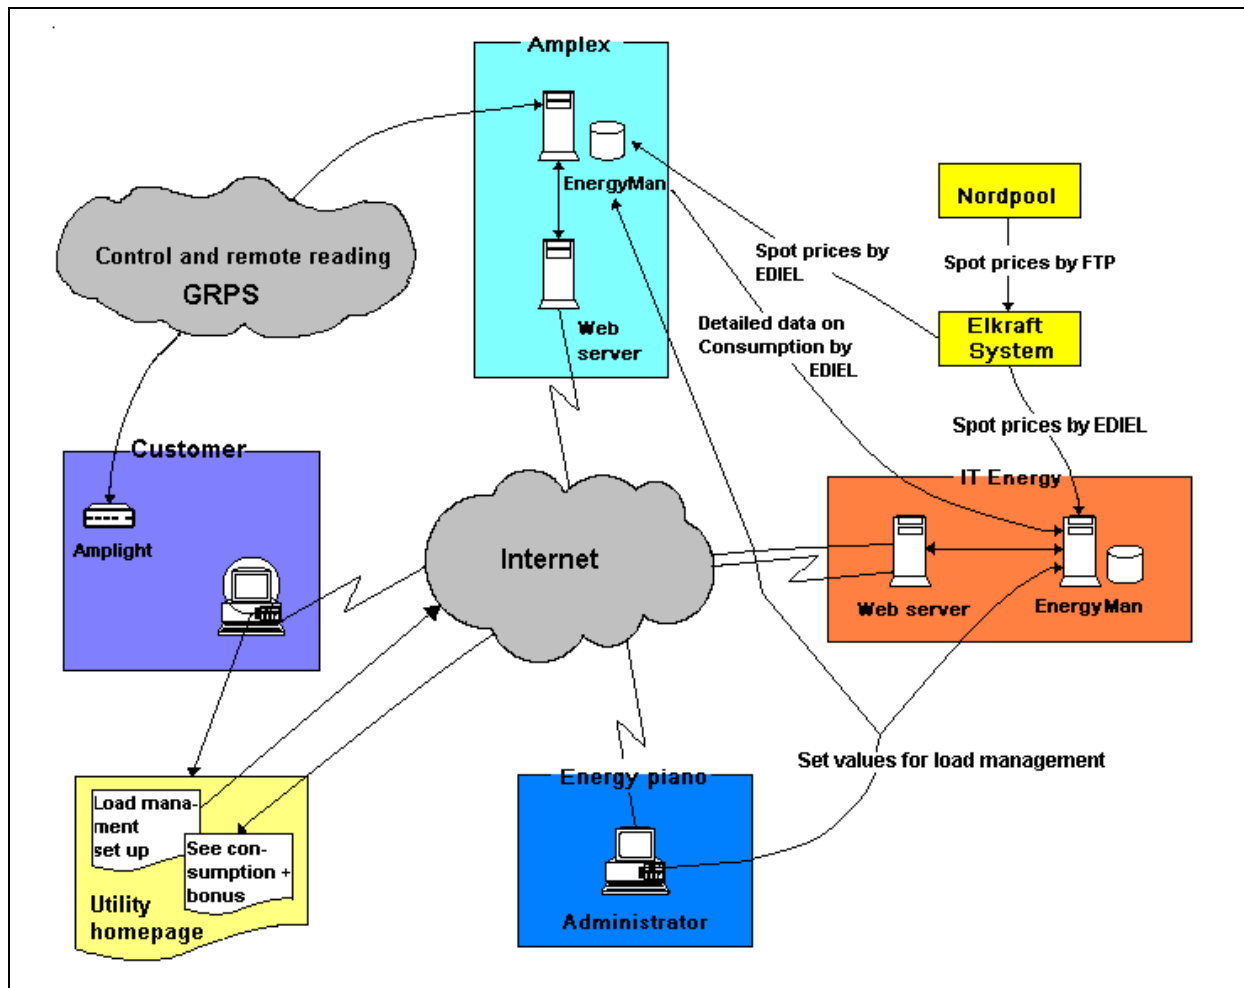 Amplex
EnergyMan
Web
server
Control and remote reading
GRPS
Nordpool
Spot prices by FTP
Elkraft
System
Spot prices by
EDIEL
Detailed data on
Consumption by
EDIEL
Spot prices by EDIEL
Customer
Amplight
Internet
IT Energy
Web server
EnergyMan
Set values for load management
Energy piano
Administrator
Load mana-
ment
set up
See con-
sumption +
bonus
Utility
homepage